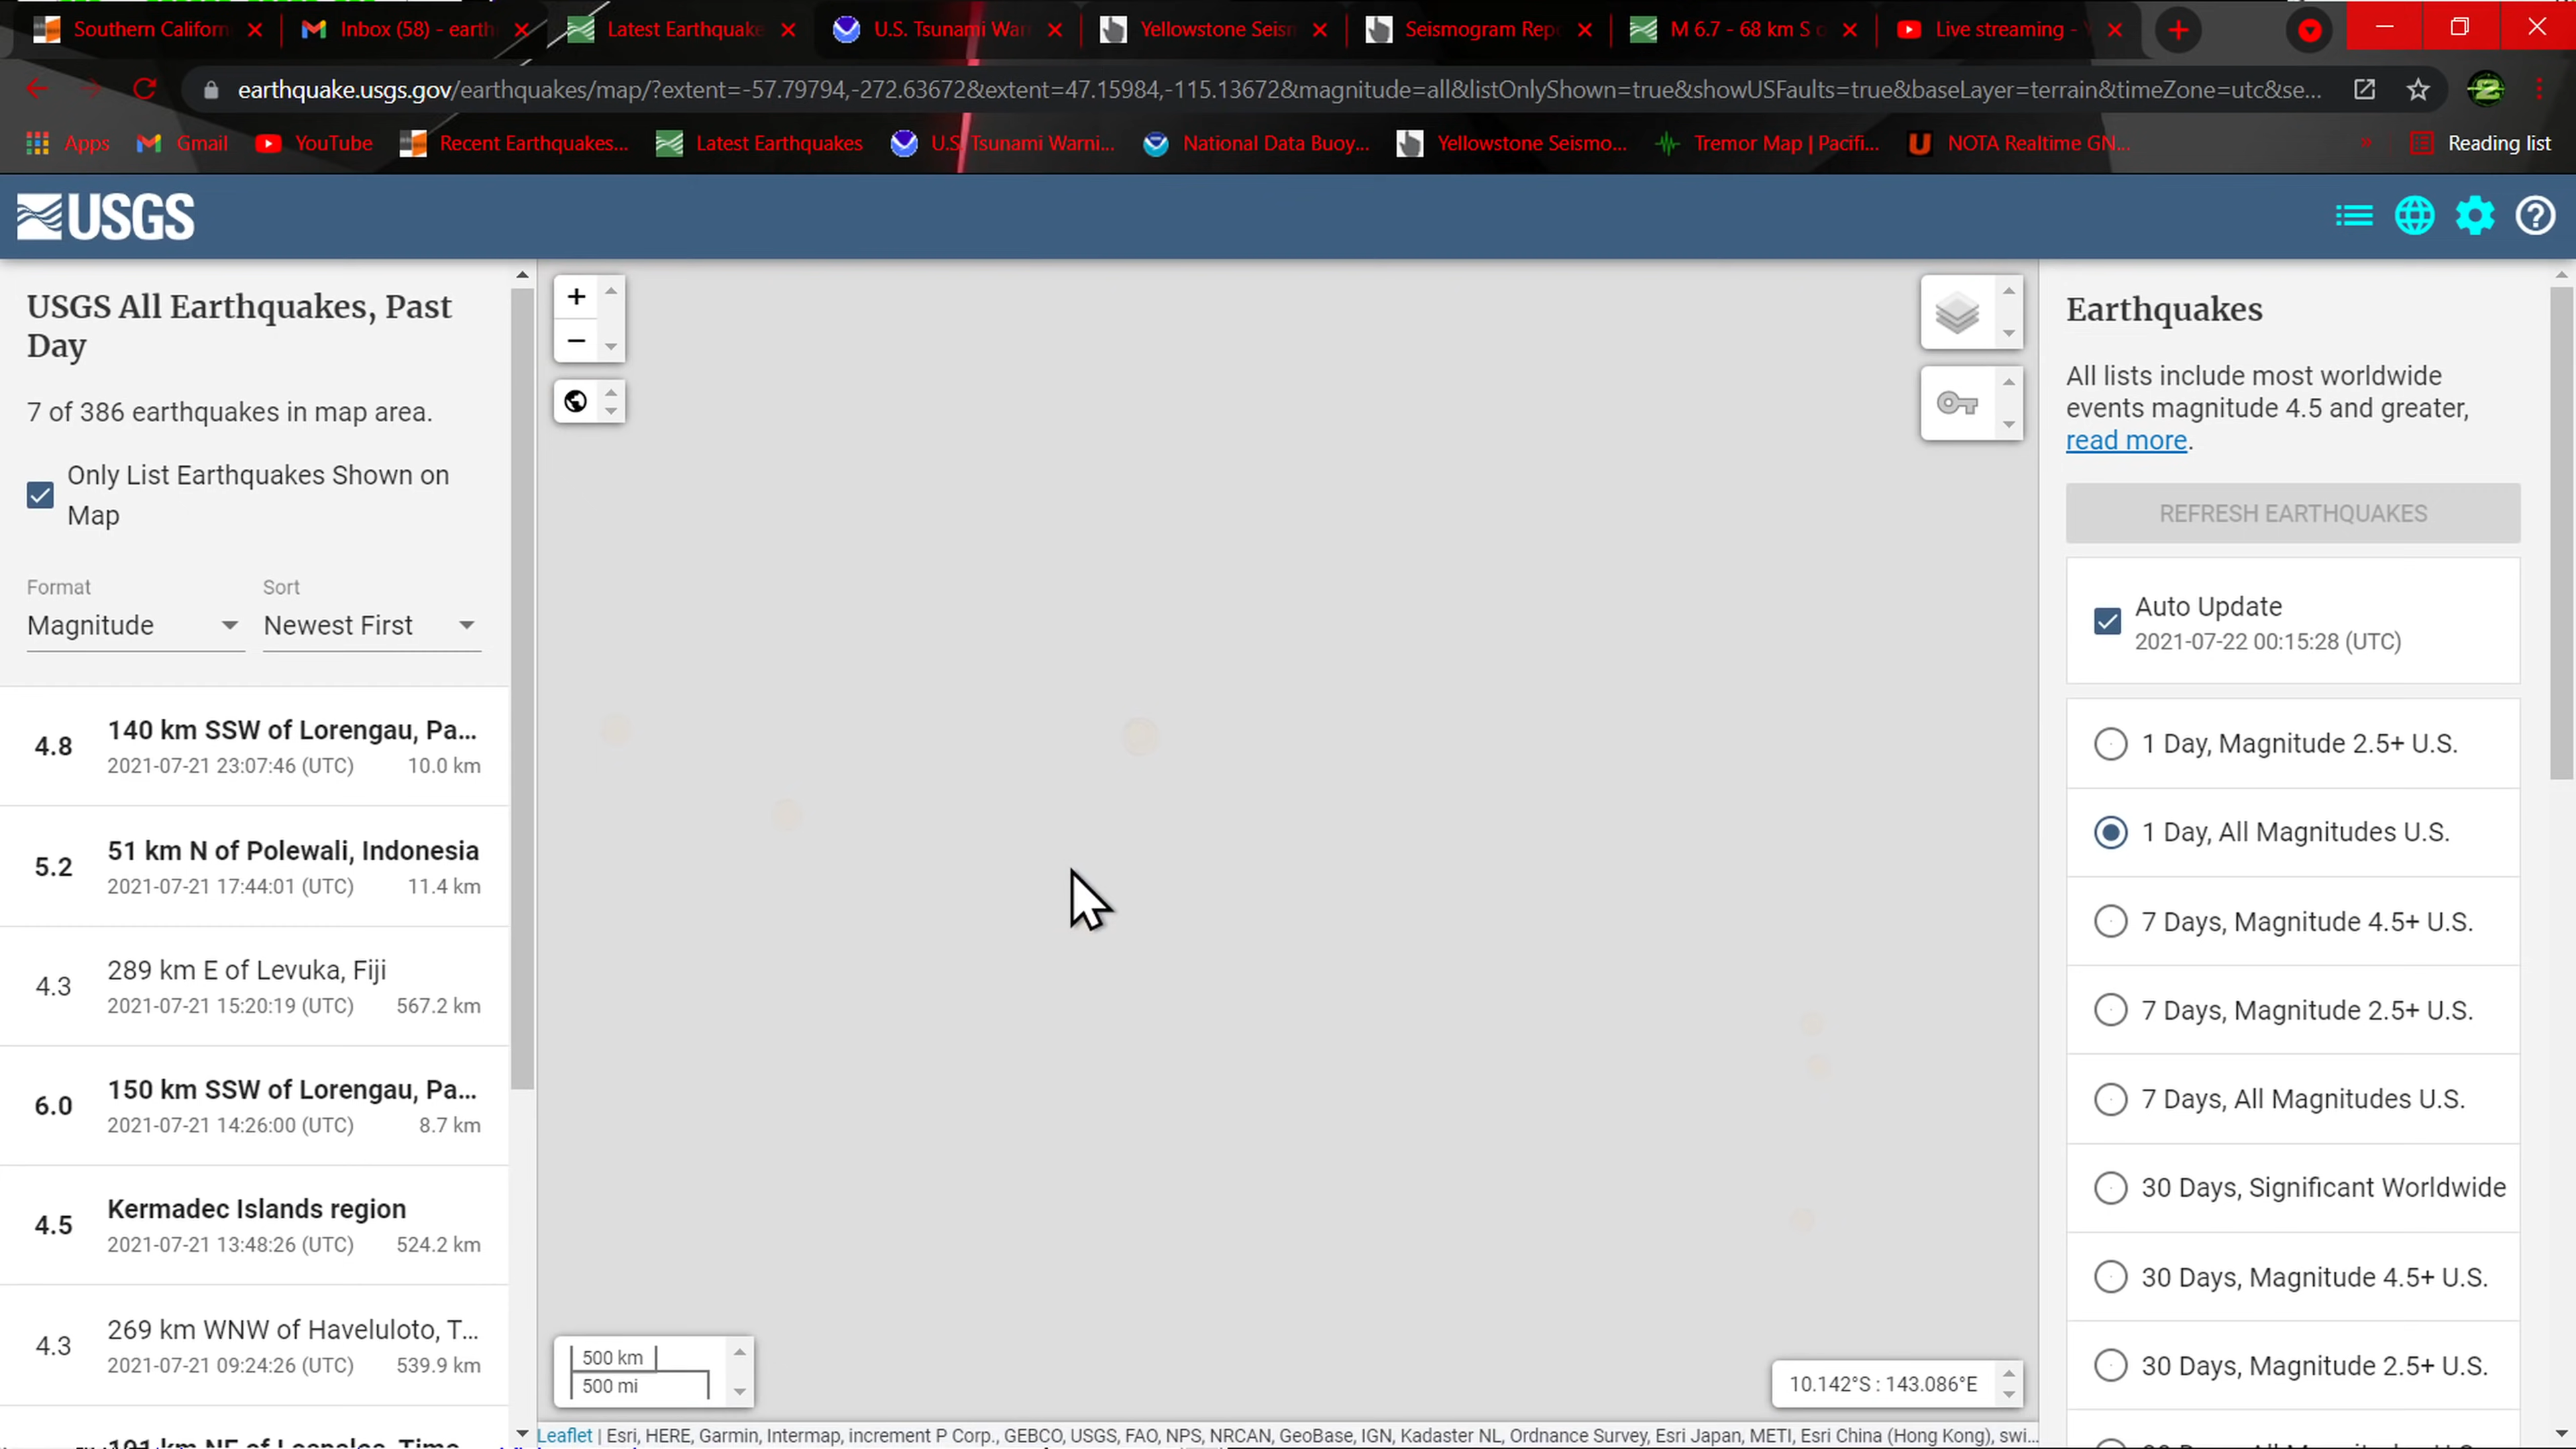 Southern Californ
Inbox (58) - earth
Latest Earthquake
U.S. Tsunami War
Yellowstone Seism
Seismogram Rep
M 6.7 - 68 km S o
Live streaming -
earthquake.usgs.gov/earthquakes/map/?extent=-57.79794,-272.63672&extent=47.15984,-115.13672&magnitude=all&listOnlyShown=true&showUSFaults=true&baseLayer=terrain&timeZone=utc&se...
Apps
Gmail
YouTube
Recent Earthquakes...
Latest Earthquakes
U.S. Tsunami Warni...
National Data Buoy...
Yellowstone Seismo...
Tremor Map | Pacifi...
NOTA Realtime GN...
Reading list
USGS
USGS All Earthquakes, Past
Day
7 of 386 earthquakes in map area.
Only List Earthquakes Shown on
Map
Format
Sort
Magnitude
Newest First
4.8
140 km SSW of Lorengau, Pa...
2021-07-21 23:07:46 (UTC) 10.0 km
5.2
51 km N of Polewali, Indonesia
2021-07-21 17:44:01 (UTC) 11.4 km
4.3
289 km E of Levuka, Fiji
2021-07-21 15:20:19 (UTC) 567.2 km
6.0
150 km SSW of Lorengau, Pa...
2021-07-21 14:26:00 (UTC) 8.7 km
4.5
Kermadec Islands region
2021-07-21 13:48:26 (UTC) 524.2 km
4.3
269 km WNW of Haveluloto, T...
2021-07-21 09:24:26 (UTC) 539.9 km
+
−
500 km
500 mi
10.142°S : 143.086°E
Leaflet | Esri, HERE, Garmin, Intermap, increment P Corp., GEBCO, USGS, FAO, NPS, NRCAN, GeoBase, IGN, Kadaster NL, Ordnance Survey, Esri Japan, METI, Esri China (Hong Kong), swi...
Earthquakes
All lists include most worldwide
events magnitude 4.5 and greater,
read more.
REFRESH EARTHQUAKES
Auto Update
2021-07-22 00:15:28 (UTC)
1 Day, Magnitude 2.5+ U.S.
1 Day, All Magnitudes U.S.
7 Days, Magnitude 4.5+ U.S.
7 Days, Magnitude 2.5+ U.S.
7 Days, All Magnitudes U.S.
30 Days, Significant Worldwide
30 Days, Magnitude 4.5+ U.S.
30 Days, Magnitude 2.5+ U.S.